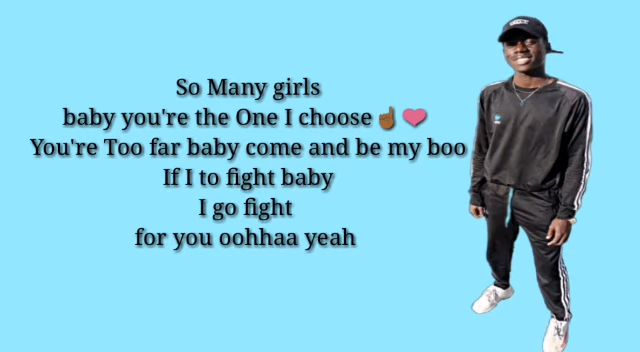 So Many girls
baby you're the One I choose☝🏾❤
You're Too far baby come and be my boo
If I to fight baby
I go fight
for you oohhaa yeah